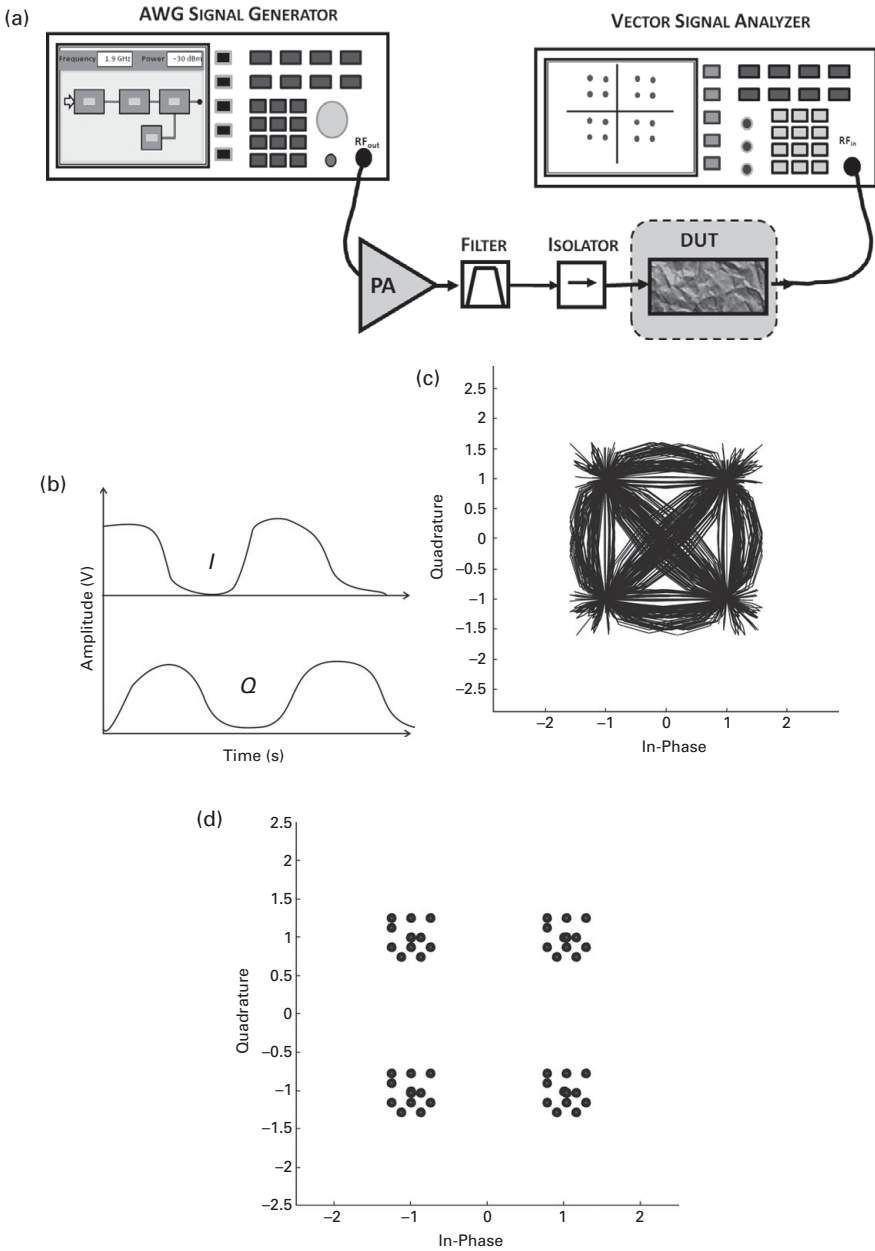 (a)
AWG SIGNAL GENERATOR
VECTOR SIGNAL ANALYZER
Frequency 1.9 GHz Power -30 dBm
RFout
RFin
PA
FILTER
ISOLATOR
DUT
(b)
Amplitude (V)
I
Q
Time (s)
(c)
Quadrature
2.5
2
1.5
1
0.5
0
−0.5
−1
−1.5
−2
−2.5
−2 −1 0 1 2
In-Phase
(d)
Quadrature
2.5
2
1.5
1
0.5
0
−0.5
−1
−1.5
−2
−2.5
−2 −1 0 1 2
In-Phase